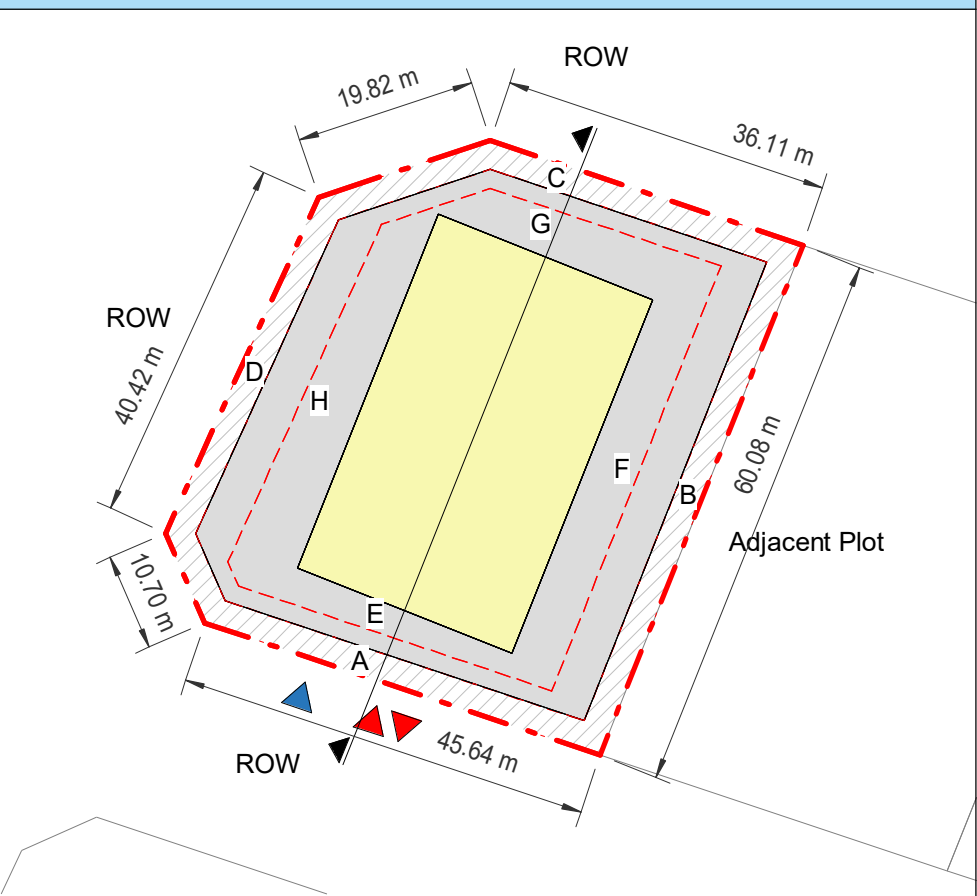 ROW
19.82 m
36.11 m
C
G
ROW
40.42 m
D
H
F
B
60.08 m
Adjacent Plot
10.70 m
E
A
45.64 m
ROW